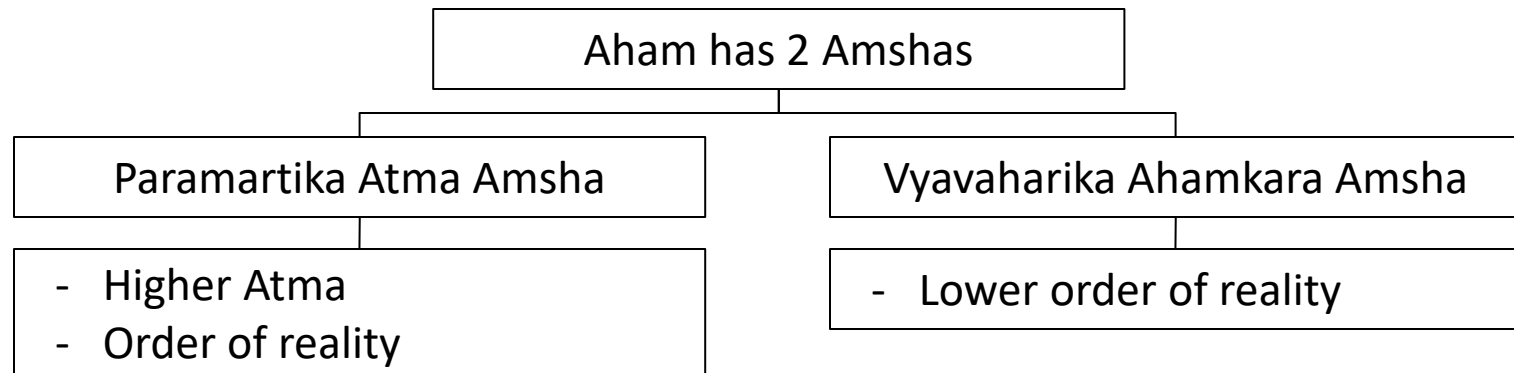 Aham has 2 Amshas
Paramartika Atma Amsha
Vyavaharika Ahamkara Amsha
- Higher Atma
- Order of reality
- Lower order of reality